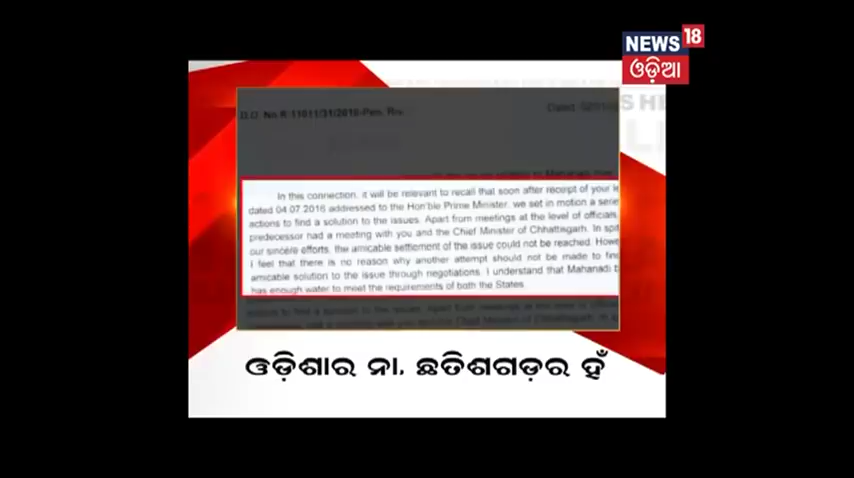 NEWS 18
ଓଡ଼ିଆ
D.O. No.R-11011/31/2010-Pen. Riv.
Dated
In this connection, it will be relevant to recall that soon after receipt of your
dated 04.07.2016 addressed to the Hon'ble Prime Minister, we set in motion a
actions to find a solution to the issues. Apart from meetings at the level of officials,
predecessor had a meeting with you and the Chief Minister of Chhattisgarh. In
our sincere efforts, the amicable settlement of the issue could not be reached.
I feel that there is no reason why another attempt should not be made to
amicable solution to the issue through negotiations. I understand that Mahanadi
has enough water to meet the requirements of both the States.
ଓଡ଼ିଶାର ନା, ଛତିଶଗଡ଼ର ହଁ